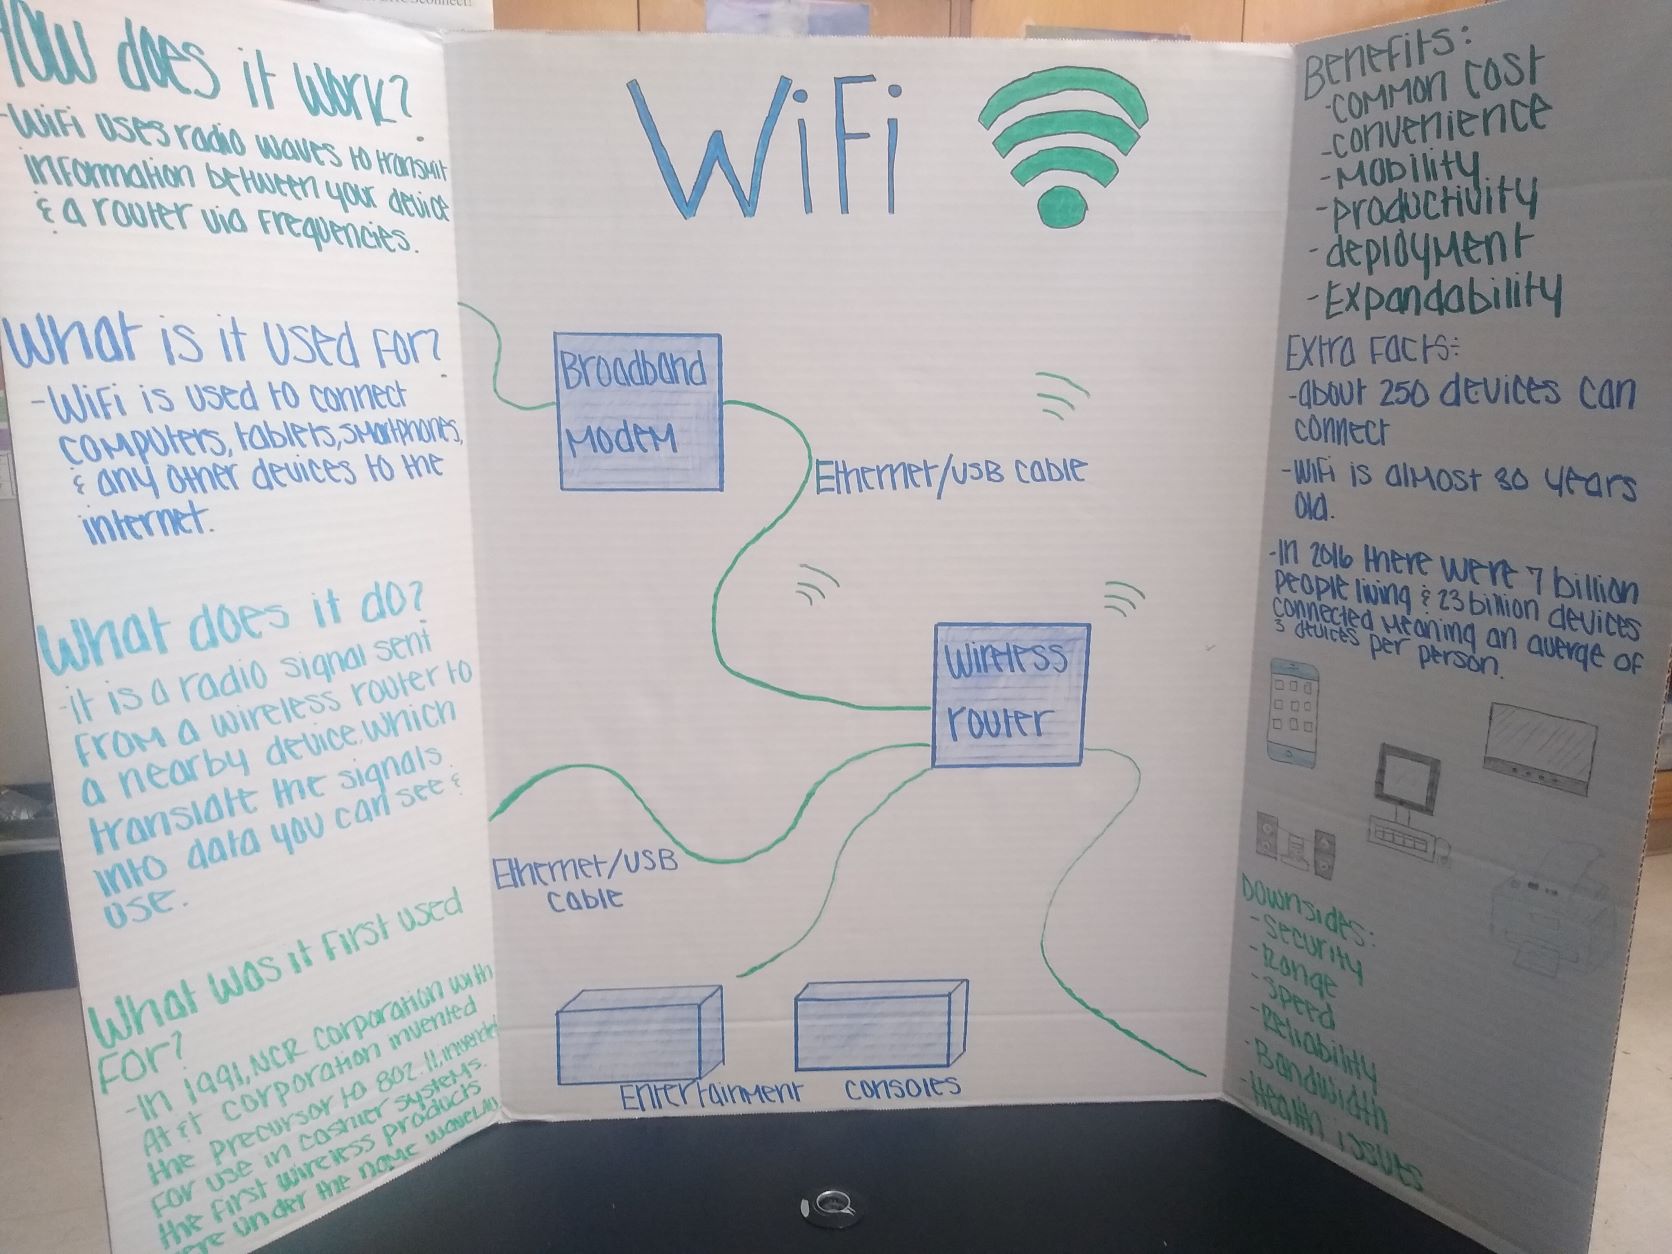 How does it work?
-WiFi uses radio waves to transmit
information between your device
& a router via frequencies.
What is it used for?
-WiFi is used to connect
computers, tablets, smartphones,
& any other devices to the
internet.
What does it do?
-it is a radio signal sent
from a wireless router to
a nearby device, which
translate the signals
into data you can see &
use.
What was it first used
for?
-In 1991, NCR Corporation with
At&t corporation invented
the precursor to 802.11, invented
for use in cashier systems.
the first wireless products
were under the name wavelan
WiFi
Broadband
Modem
Ethernet/USB cable
Wireless
router
Ethernet/USB
cable
Entertainment consoles
Benefits:
-common cost
-convenience
-Mobility
-productivity
-deployment
-Expandability
Extra Facts:
-about 250 devices can
connect
-WiFi is almost 30 years
old.
-In 2016 there were 7 billion
people living & 23 billion devices
connected meaning an averge of
3 devices per person.
Downsides:
-Security
-Range
-Speed
-Reliability
-Bandwidth
-Health issues